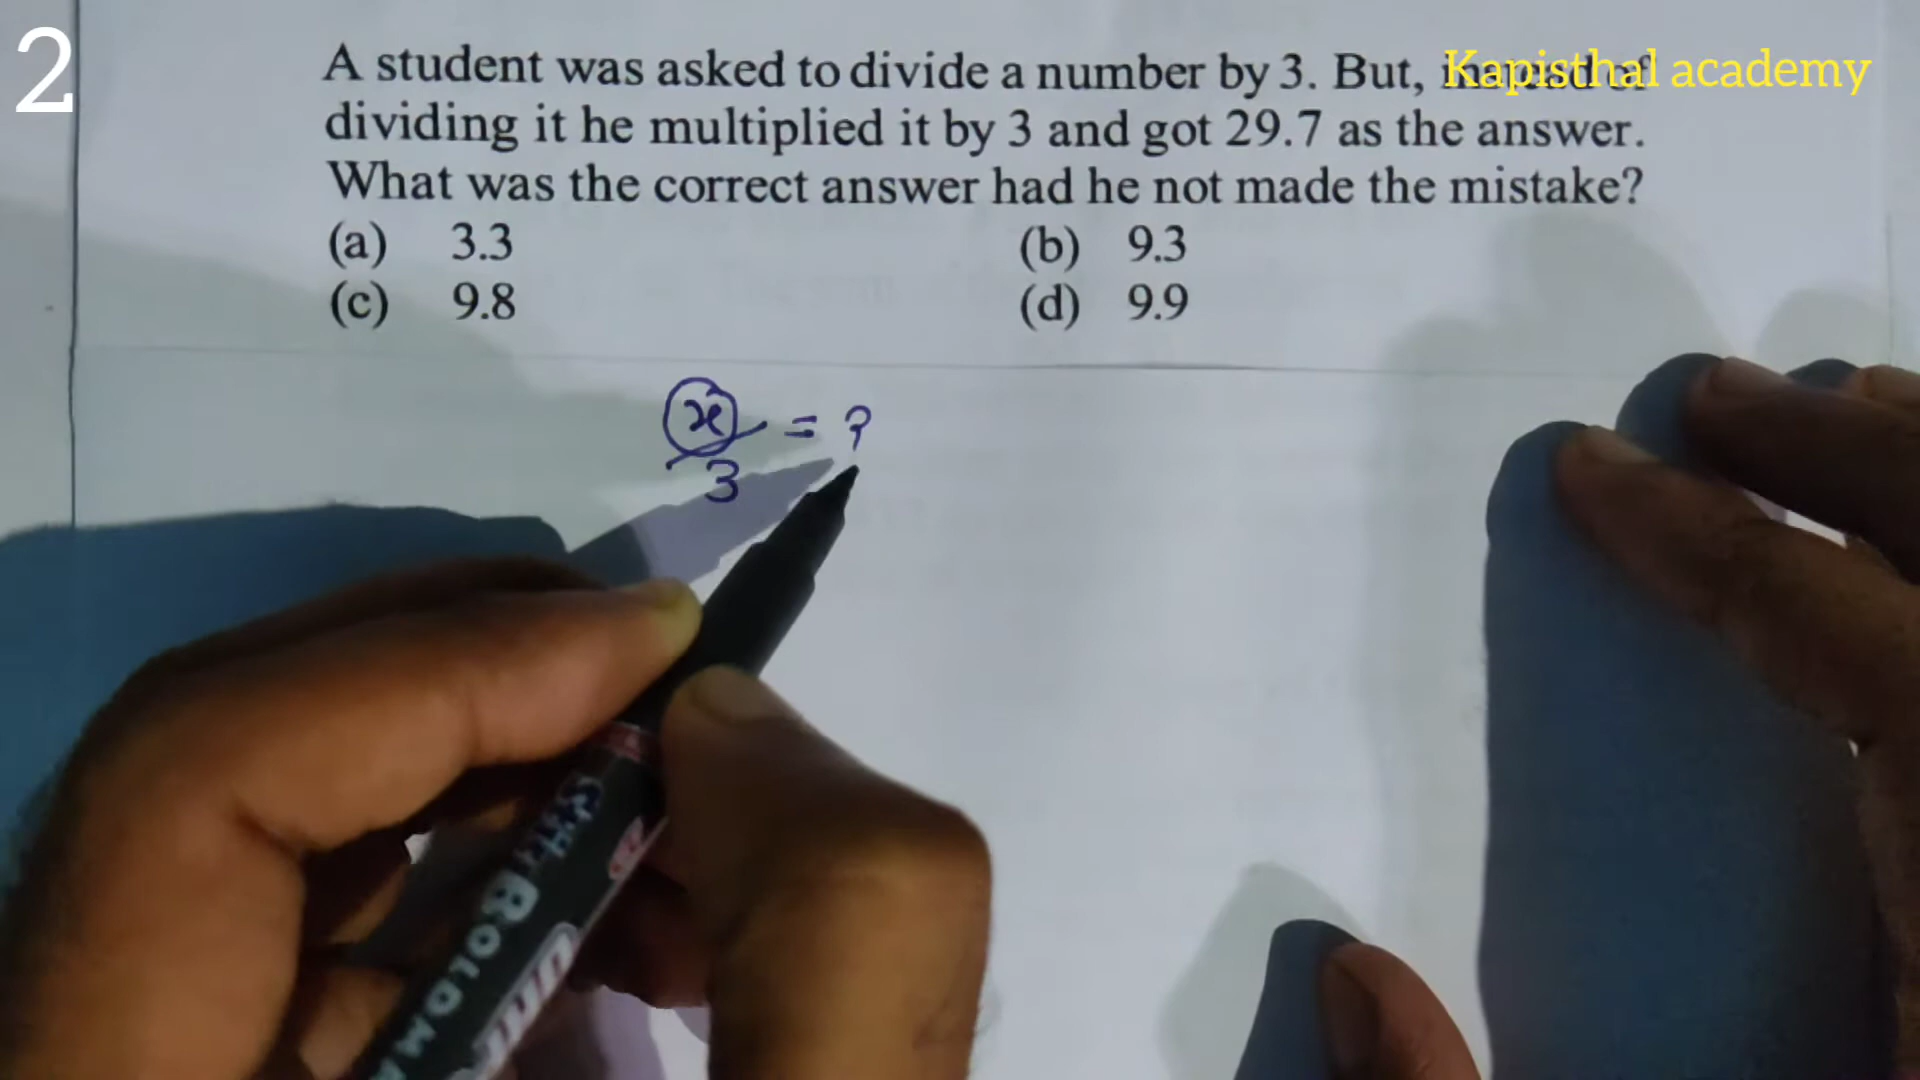 2
A student was asked to divide a number by 3. But, Kapisthal academy
dividing it he multiplied it by 3 and got 29.7 as the answer.
What was the correct answer had he not made the mistake?
(a) 3.3 (b) 9.3
(c) 9.8 (d) 9.9
x/3 = ?
BOLDMA